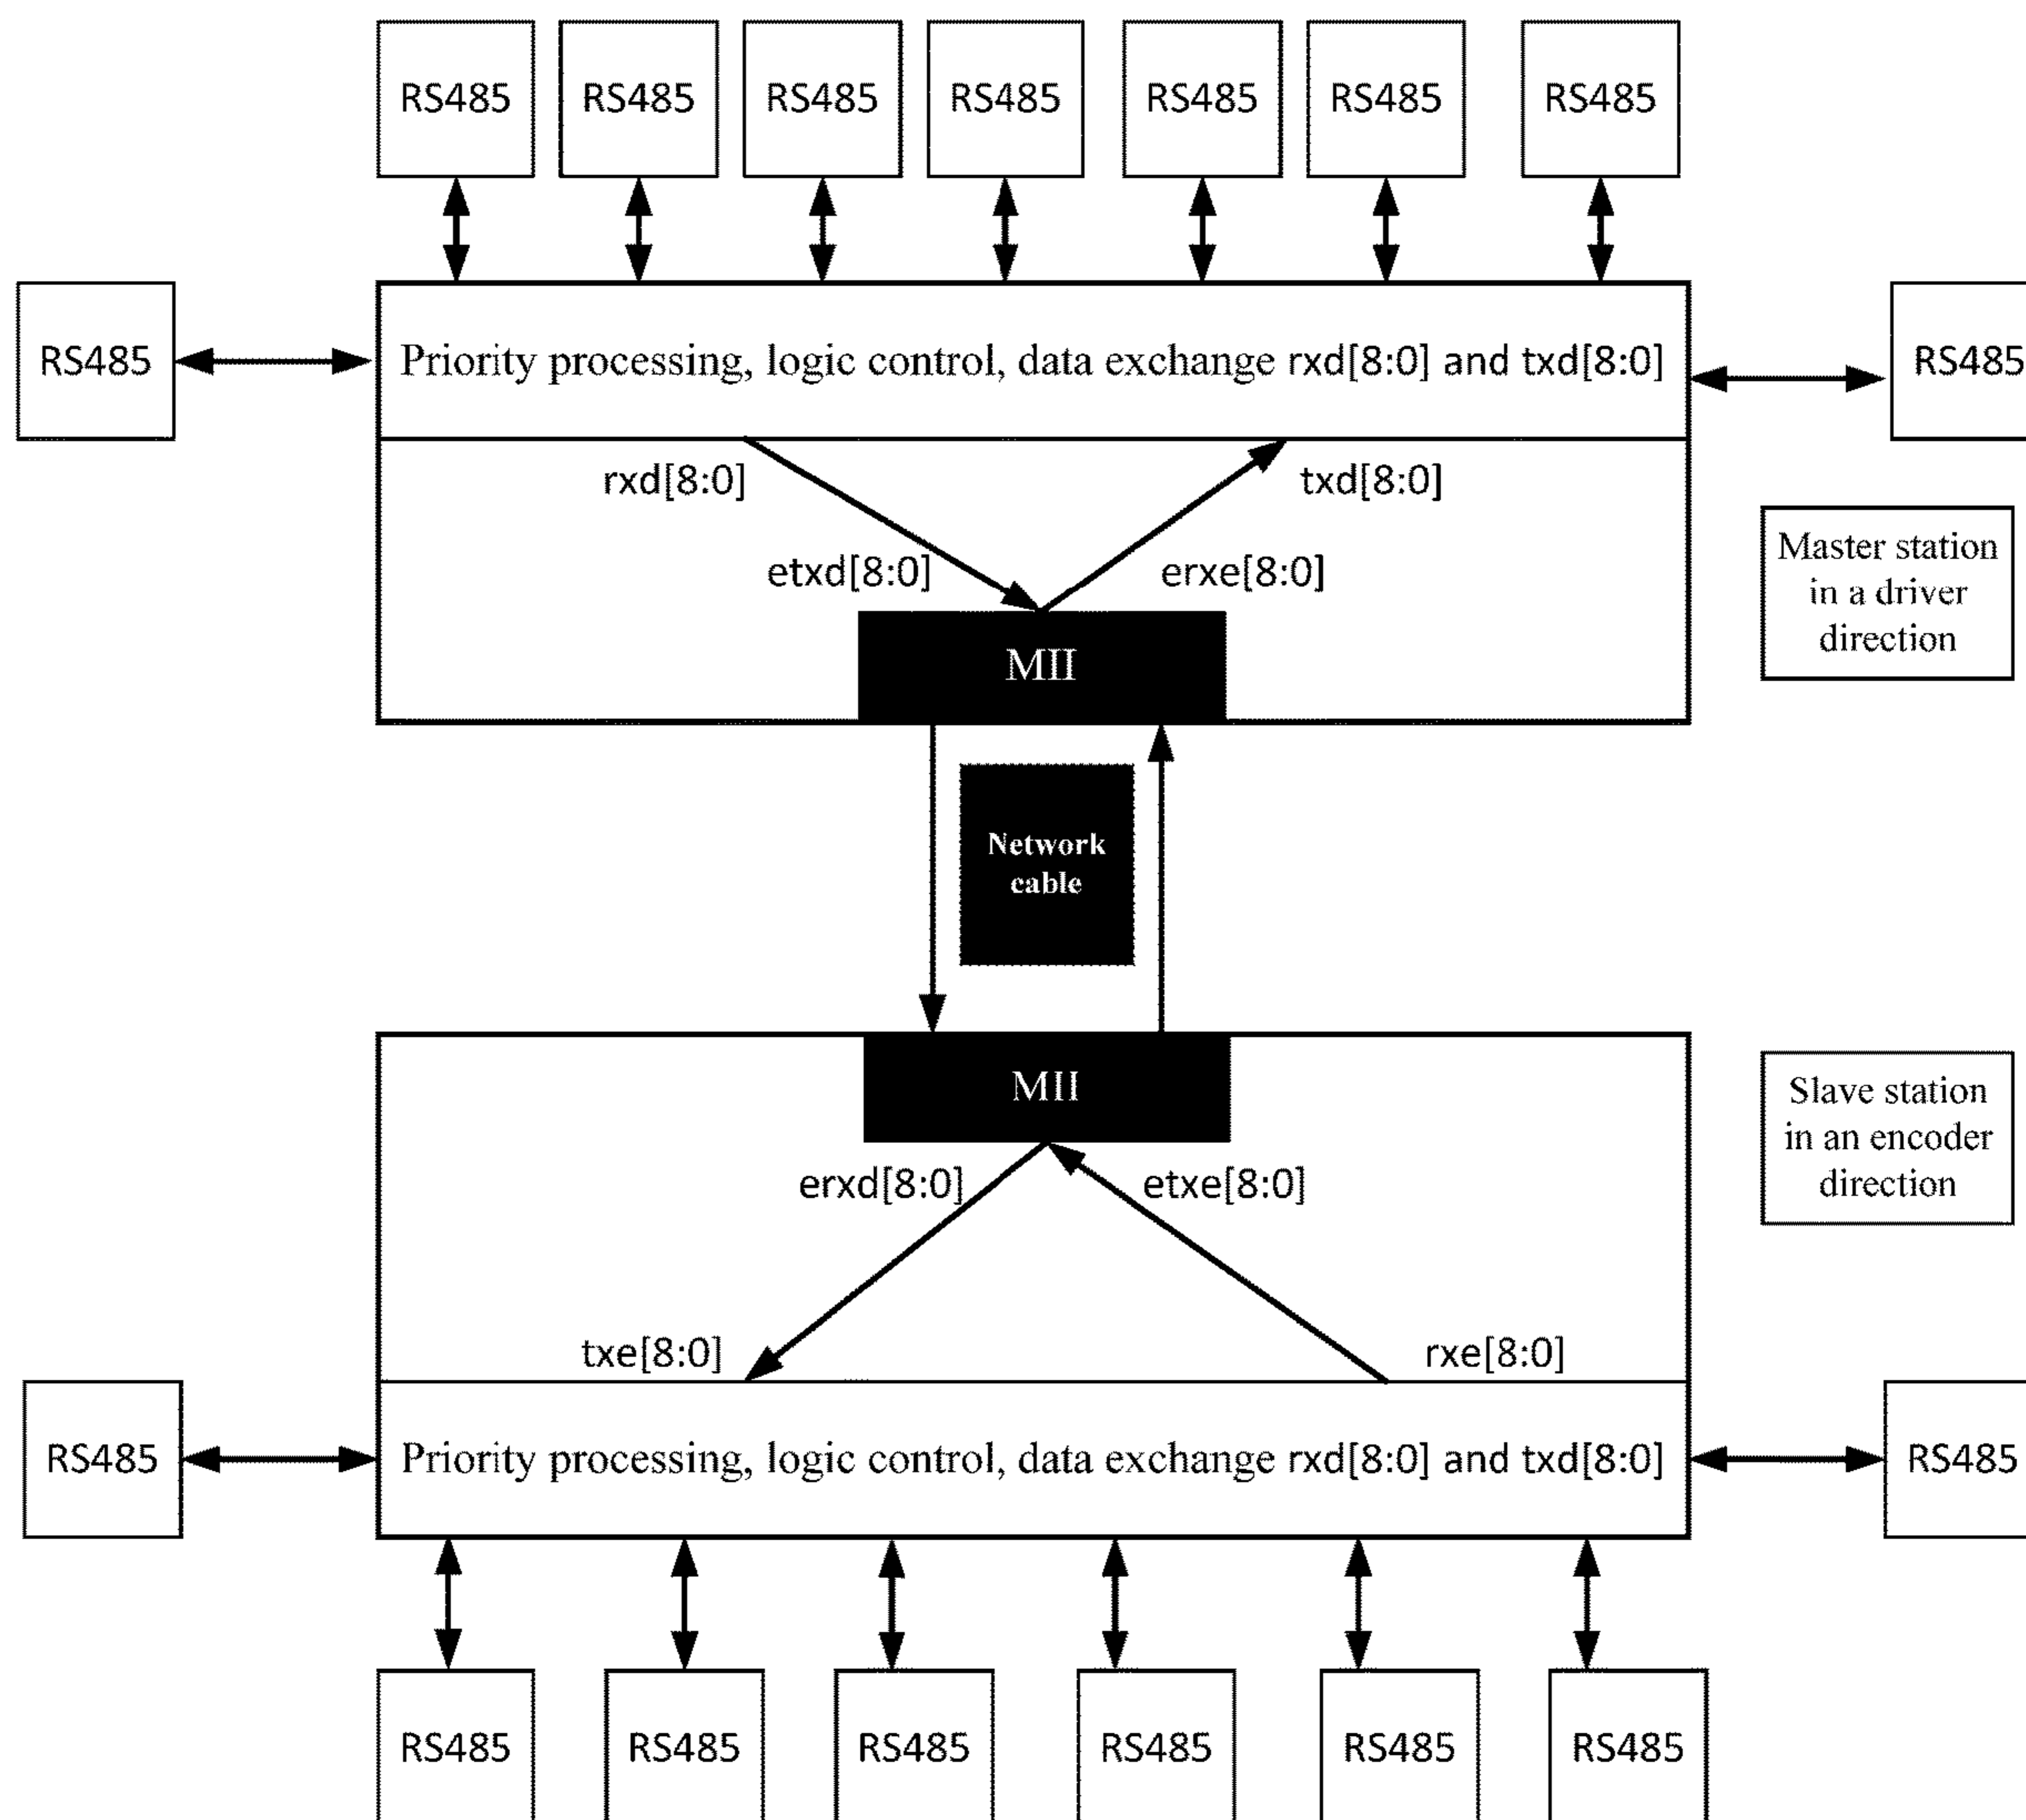 RS485 RS485 RS485 RS485 RS485 RS485 RS485
RS485 Priority processing, logic control, data exchange rxd[8:0] and txd[8:0] RS485
rxd[8:0] txd[8:0]
etxd[8:0] erxe[8:0]
Master station
in a driver
direction
MII
Network
cable
MII
Slave station
in an encoder
direction
erxd[8:0] etxe[8:0]
txe[8:0] rxe[8:0]
RS485 Priority processing, logic control, data exchange rxd[8:0] and txd[8:0] RS485
RS485 RS485 RS485 RS485 RS485 RS485